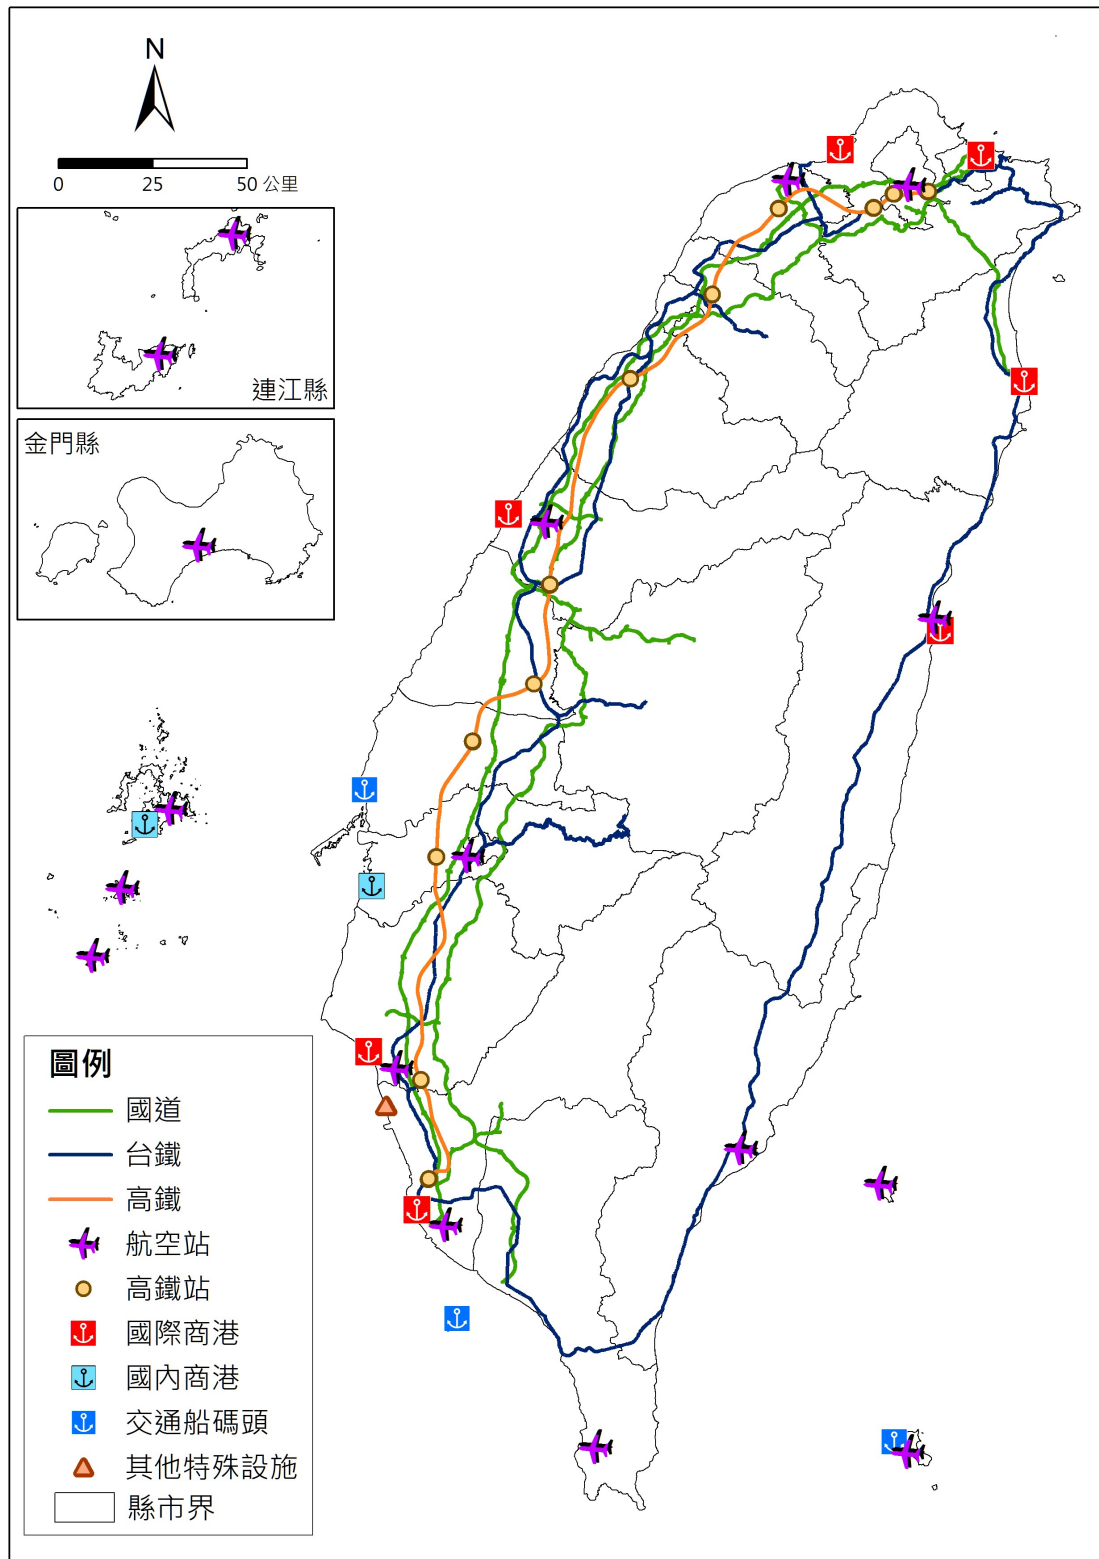 N
0 25 50 公里
連江縣
金門縣
圖例
國道
台鐵
高鐵
航空站
高鐵站
國際商港
國內商港
交通船碼頭
其他特殊設施
縣市界